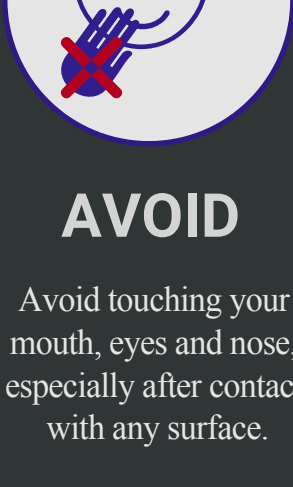 AVOID
Avoid touching your
mouth, eyes and nose,
especially after contac
with any surface.